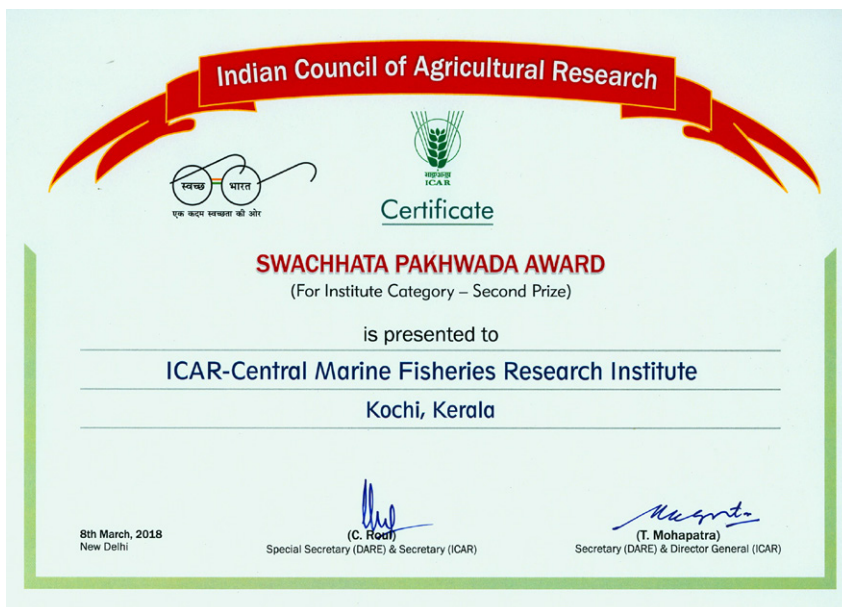 Indian Council of Agricultural Research
स्वच्छ भारत
एक कदम स्वच्छता की ओर
भाकृअनुप
ICAR
Certificate
SWACHHATA PAKHWADA AWARD
(For Institute Category – Second Prize)
is presented to
ICAR-Central Marine Fisheries Research Institute
Kochi, Kerala
8th March, 2018
New Delhi
(C. Roul)
Special Secretary (DARE) & Secretary (ICAR)
(T. Mohapatra)
Secretary (DARE) & Director General (ICAR)